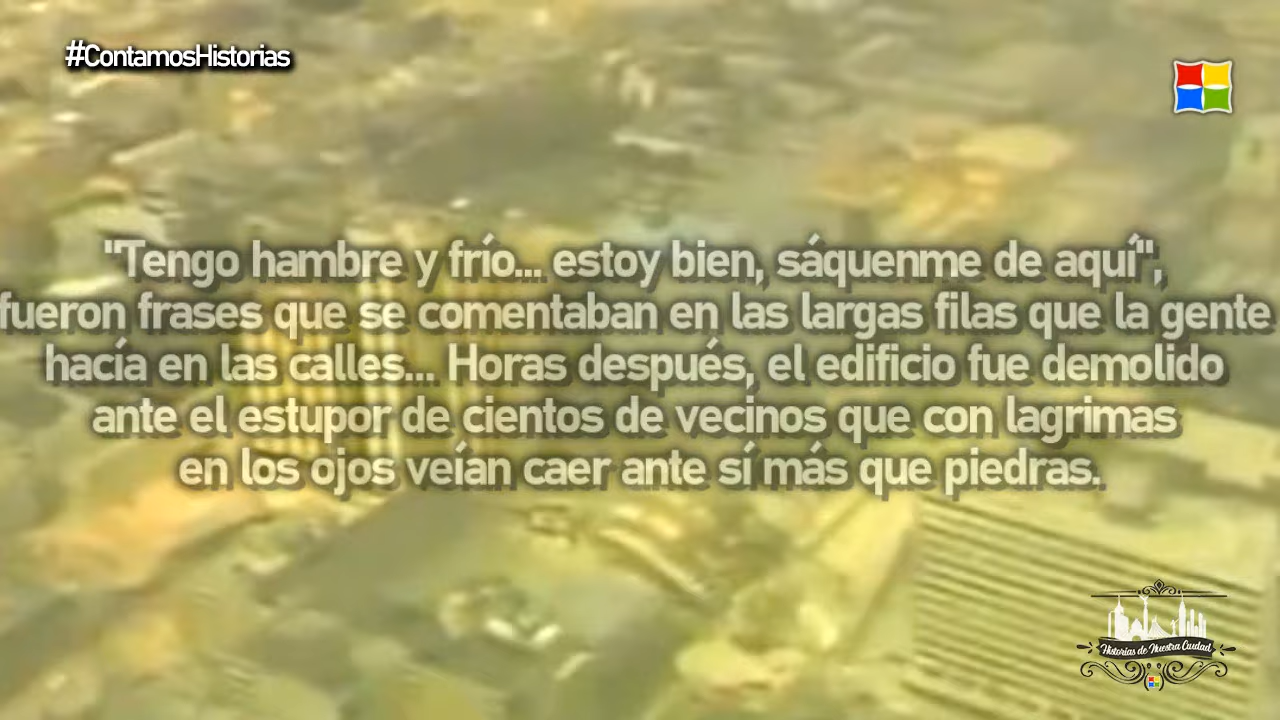 #ContamosHistorias
"Tengo hambre y frío... estoy bien, sáquenme de aquí",
fueron frases que se comentaban en las largas filas que la gente
hacía en las calles... Horas después, el edificio fue demolido
ante el estupor de cientos de vecinos que con lagrimas
en los ojos veían caer ante sí más que piedras.
Historias de Nuestra Ciudad